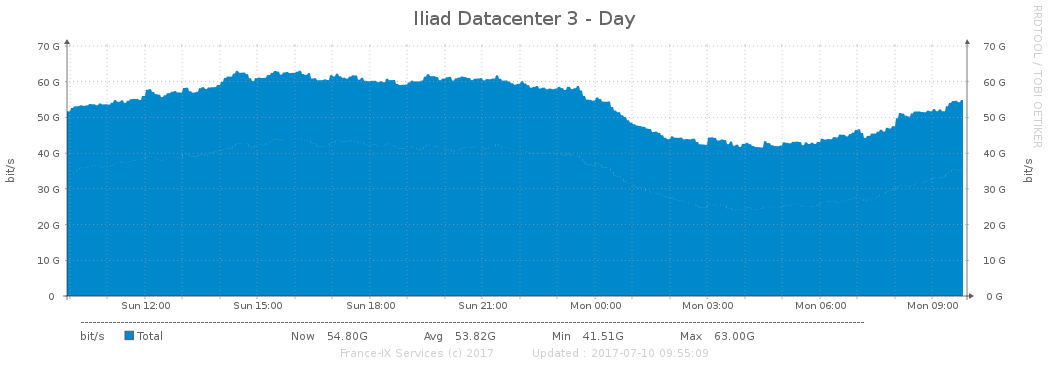 Iliad Datacenter 3 - Day
RRDTOOL / TOBI OETIKER
70 G 70 G
60 G 60 G
50 G 50 G
40 G 40 G
30 G 30 G
20 G 20 G
10 G 10 G
0 0 G
bit/s bit/s
Sun 12:00 Sun 15:00 Sun 18:00 Sun 21:00 Mon 00:00 Mon 03:00 Mon 06:00 Mon 09:00
bit/s Total Now 54.80G Avg 53.82G Min 41.51G Max 63.00G
France-IX Services (c) 2017 Updated : 2017-07-10 09:55:09